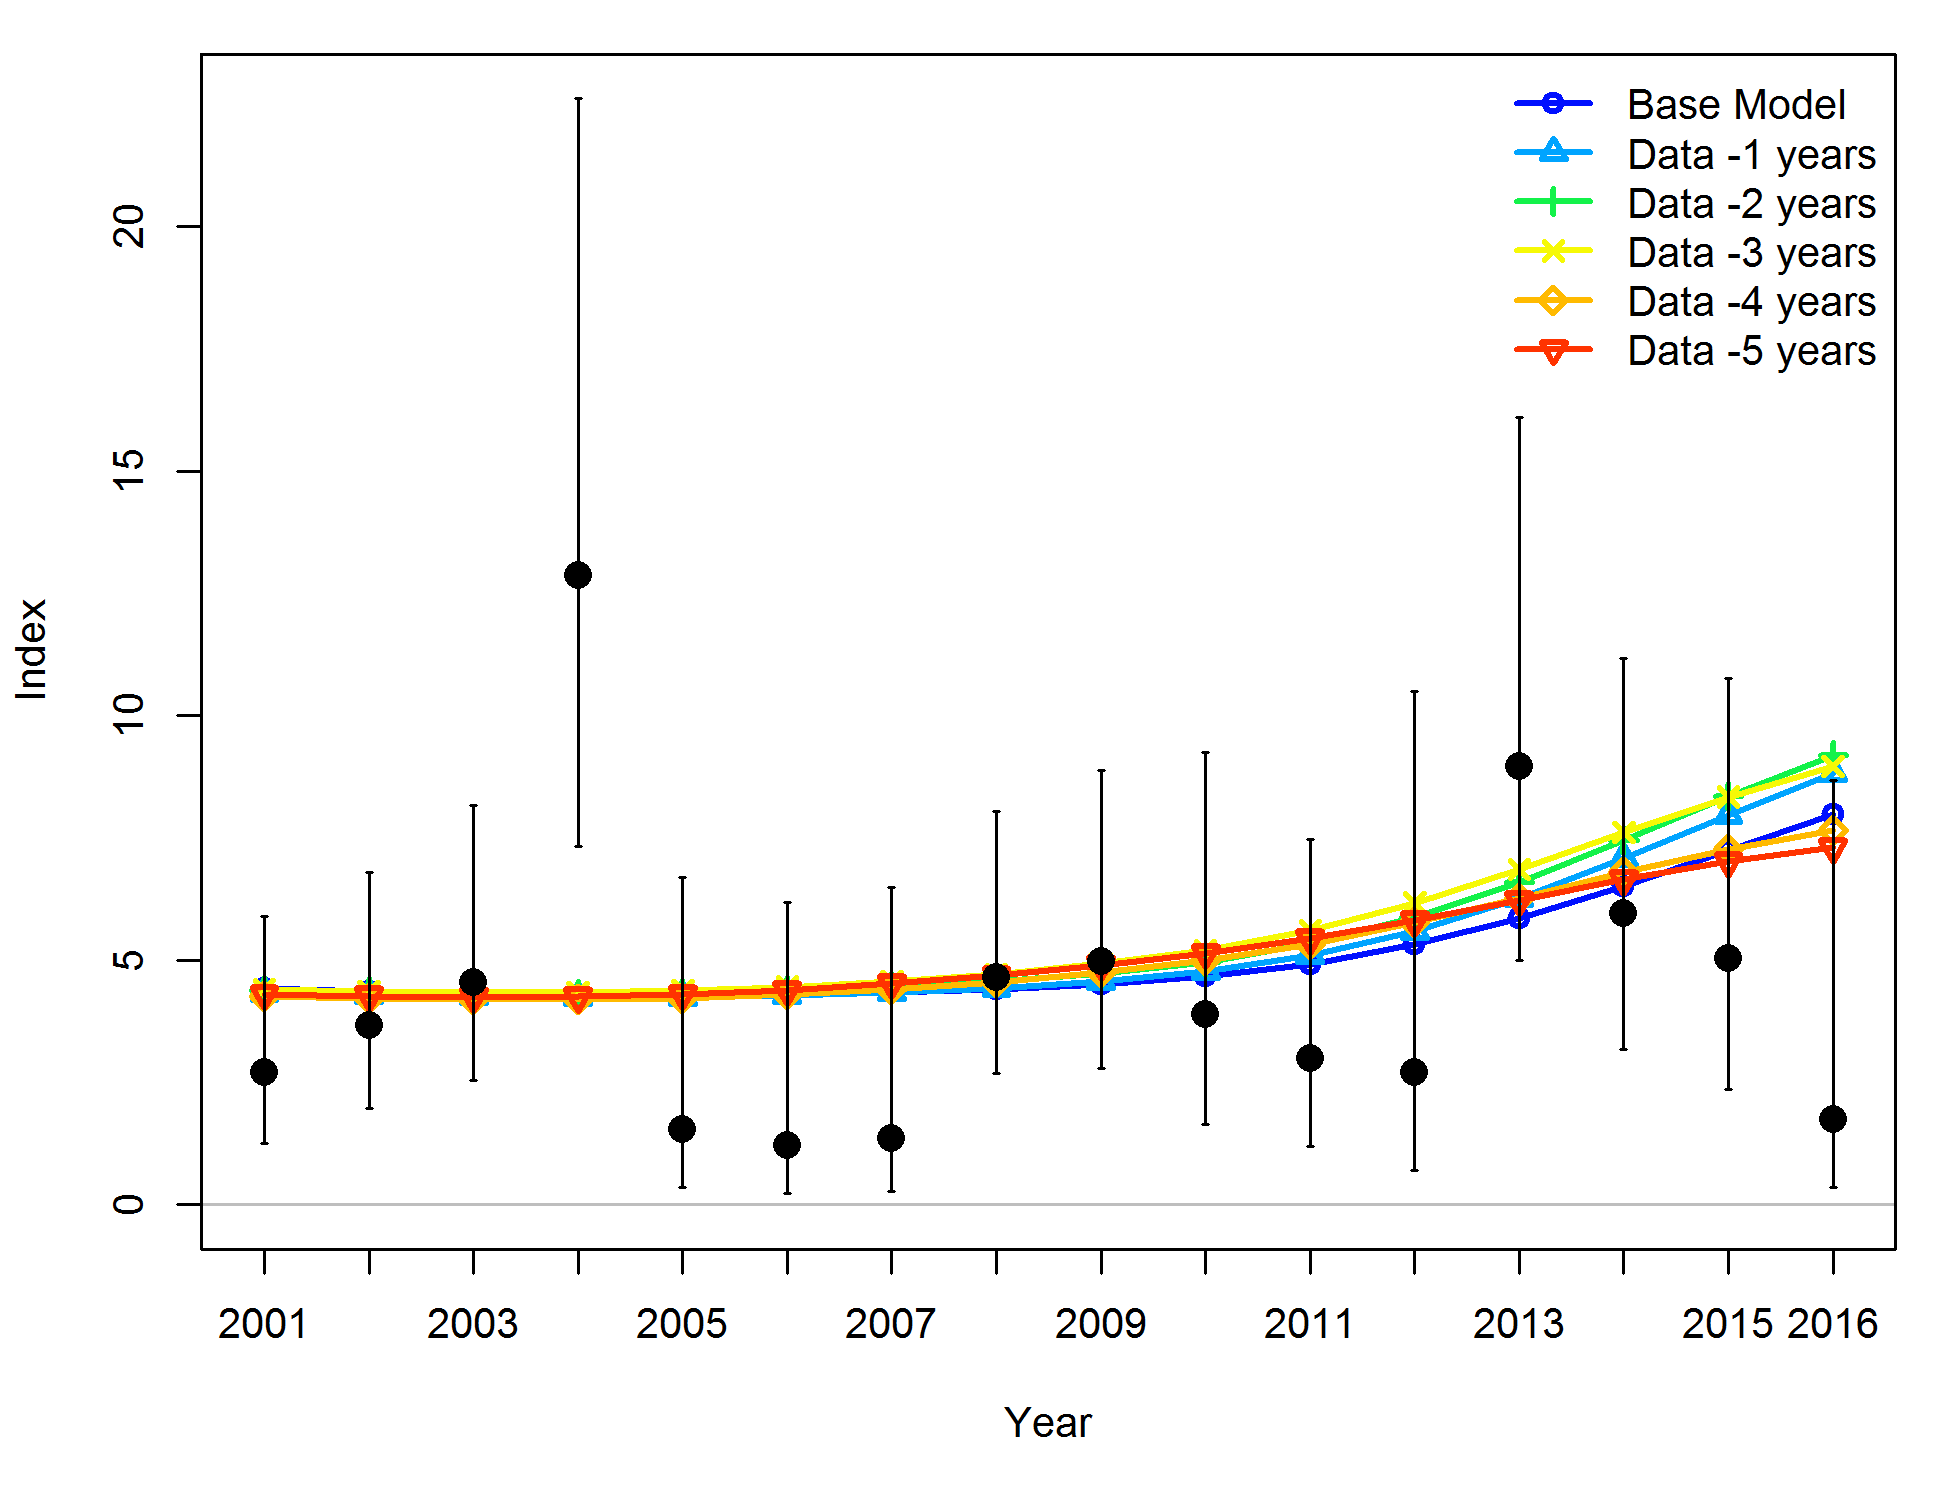 Base Model
Data -1 years
Data -2 years
Data -3 years
Data -4 years
Data -5 years
20
15
10
5
0
Index
2001 2003 2005 2007 2009 2011 2013 2015 2016
Year